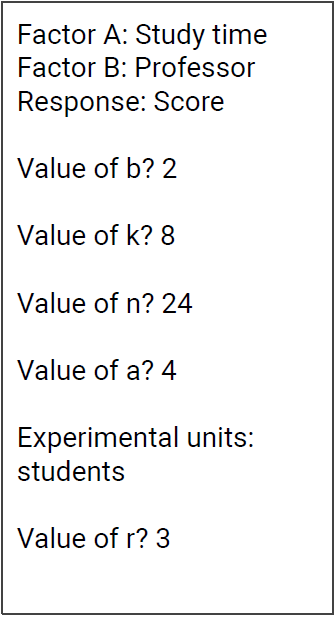 Factor A: Study time
Factor B: Professor
Response: Score
Value of b? 2
Value of k? 8
Value of n? 24
Value of a? 4
Experimental units:
students
Value of r? 3